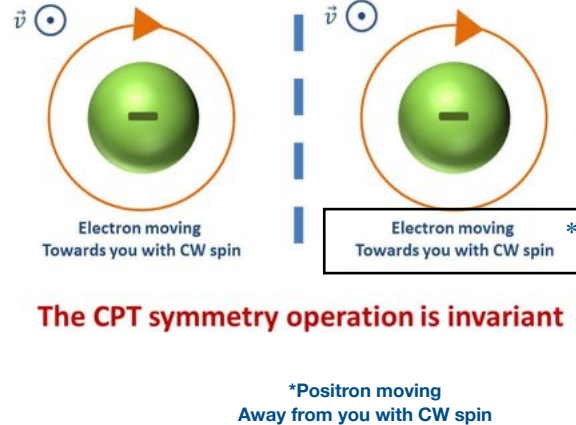 v⃗
v⃗
−
−
Electron moving
Towards you with CW spin
Electron moving *
Towards you with CW spin
The CPT symmetry operation is invariant
*Positron moving
Away from you with CW spin